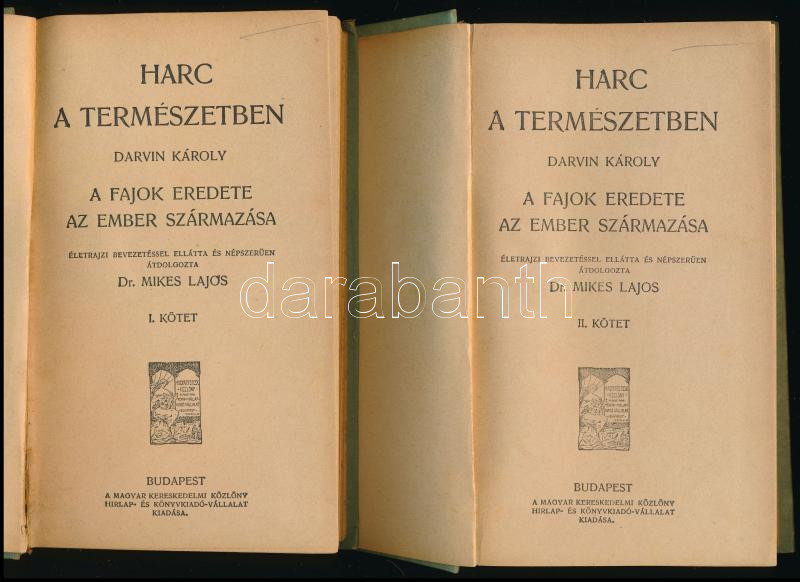 HARC
A TERMÉSZETBEN
DARVIN KÁROLY
A FAJOK EREDETE
AZ EMBER SZÁRMAZÁSA
ÉLETRAJZI BEVEZETÉSSEL ELLÁTTA ÉS NÉPSZERÜEN
ÁTDOLGOZTA
Dr. MIKES LAJOS
I. KÖTET
BUDAPEST
A MAGYAR KERESKEDELMI KÖZLÖNY
HIRLAP- ÉS KÖNYVKIADÓ-VÁLLALAT
KIADÁSA.
HARC
A TERMÉSZETBEN
DARVIN KÁROLY
A FAJOK EREDETE
AZ EMBER SZÁRMAZÁSA
ÉLETRAJZI BEVEZETÉSSEL ELLÁTTA ÉS NÉPSZERÜEN
ÁTDOLGOZTA
Dr. MIKES LAJOS
II. KÖTET
BUDAPEST
A MAGYAR KERESKEDELMI KÖZLÖNY
HIRLAP- ÉS KÖNYVKIADÓ-VÁLLALAT
KIADÁSA.
darabanth